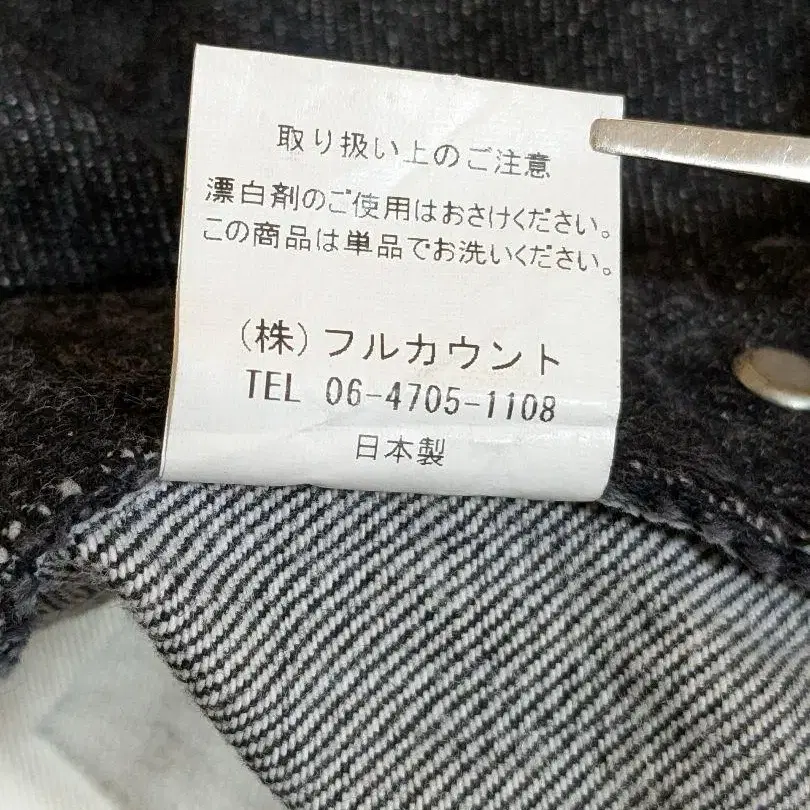 取り扱い上のご注意
漂白剤のご使用はおさけください。
この商品は単品でお洗いください。
(株)フルカウント
TEL 06-4705-1108
日本製